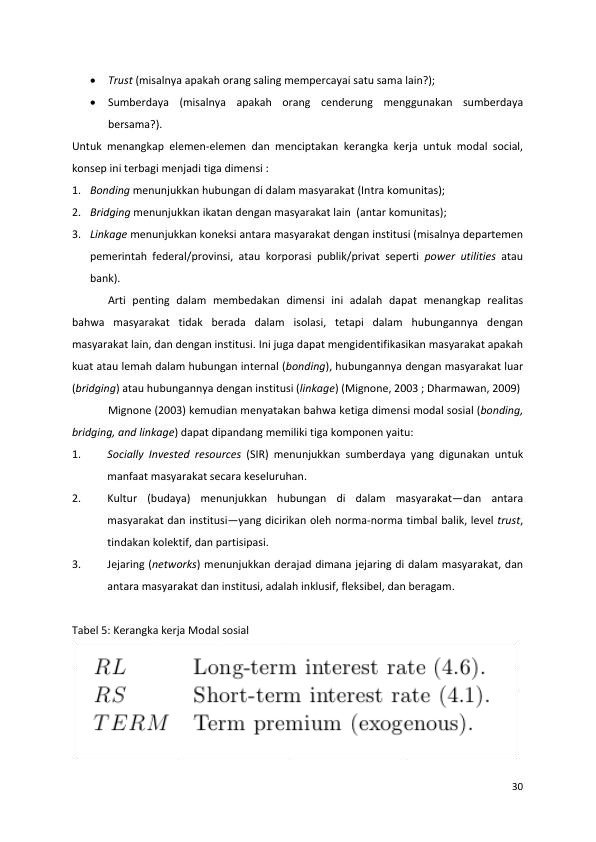 • Trust (misalnya apakah orang saling mempercayai satu sama lain?);
• Sumberdaya (misalnya apakah orang cenderung menggunakan sumberdaya
bersama?).
Untuk menangkap elemen-elemen dan menciptakan kerangka kerja untuk modal social,
konsep ini terbagi menjadi tiga dimensi :
1. Bonding menunjukkan hubungan di dalam masyarakat (Intra komunitas);
2. Bridging menunjukkan ikatan dengan masyarakat lain (antar komunitas);
3. Linkage menunjukkan koneksi antara masyarakat dengan institusi (misalnya departemen
pemerintah federal/provinsi, atau korporasi publik/privat seperti power utilities atau
bank).
Arti penting dalam membedakan dimensi ini adalah dapat menangkap realitas
bahwa masyarakat tidak berada dalam isolasi, tetapi dalam hubungannya dengan
masyarakat lain, dan dengan institusi. Ini juga dapat mengidentifikasikan masyarakat apakah
kuat atau lemah dalam hubungan internal (bonding), hubungannya dengan masyarakat luar
(bridging) atau hubungannya dengan institusi (linkage) (Mignone, 2003 ; Dharmawan, 2009)
Mignone (2003) kemudian menyatakan bahwa ketiga dimensi modal sosial (bonding,
bridging, and linkage) dapat dipandang memiliki tiga komponen yaitu:
1. Socially Invested resources (SIR) menunjukkan sumberdaya yang digunakan untuk
manfaat masyarakat secara keseluruhan.
2. Kultur (budaya) menunjukkan hubungan di dalam masyarakat—dan antara
masyarakat dan institusi—yang dicirikan oleh norma-norma timbal balik, level trust,
tindakan kolektif, dan partisipasi.
3. Jejaring (networks) menunjukkan derajad dimana jejaring di dalam masyarakat, dan
antara masyarakat dan institusi, adalah inklusif, fleksibel, dan beragam.
Tabel 5: Kerangka kerja Modal sosial
RL Long-term interest rate (4.6).
RS Short-term interest rate (4.1).
TERM Term premium (exogenous).
30